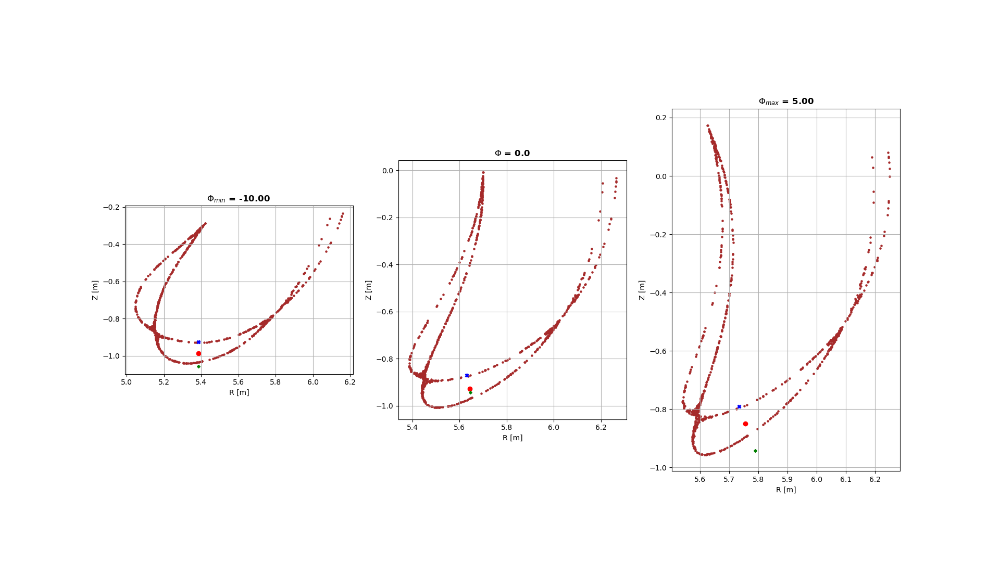 Φmin = -10.00
−0.2
−0.4
−0.6
−0.8
−1.0
Z [m]
5.0 5.2 5.4 5.6 5.8 6.0 6.2
R [m]
Φ = 0.0
0.0
−0.2
−0.4
−0.6
−0.8
−1.0
Z [m]
5.4 5.6 5.8 6.0 6.2
R [m]
Φmax = 5.00
0.2
0.0
−0.2
−0.4
−0.6
−0.8
−1.0
Z [m]
5.6 5.7 5.8 5.9 6.0 6.1 6.2
R [m]